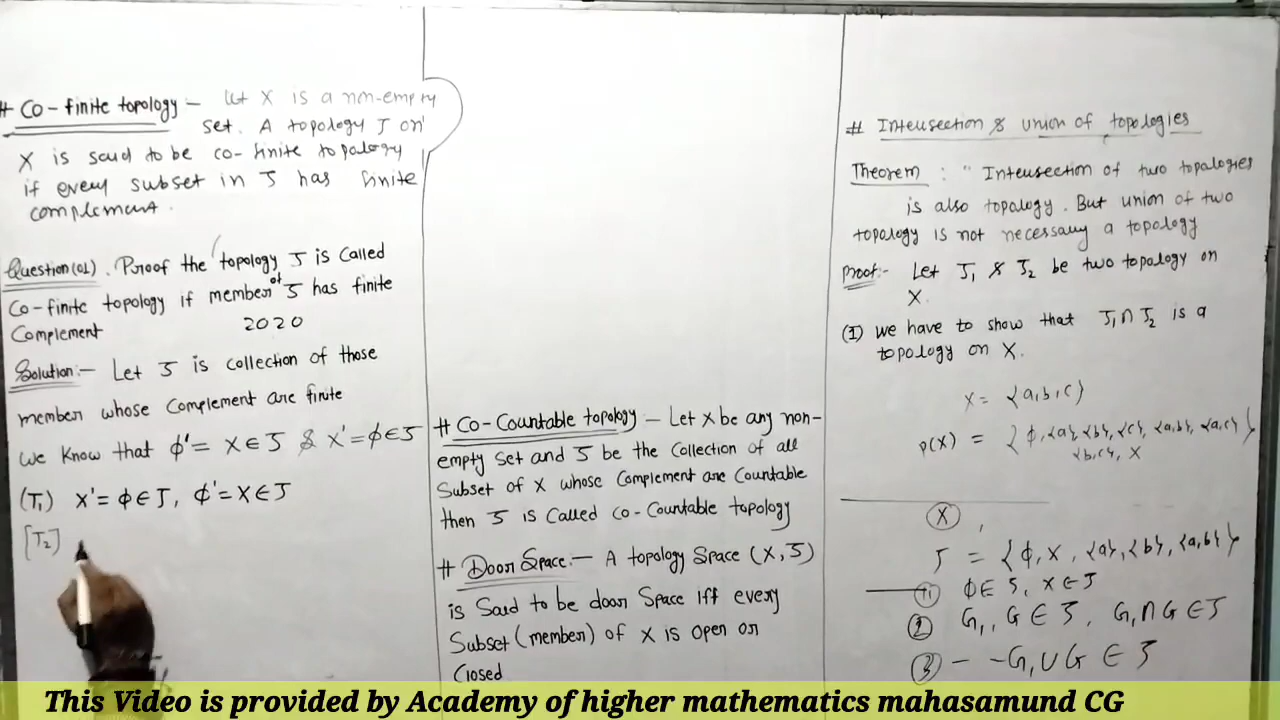 # Co-finite topology – Let X is a non-empty
set. A topology J on
X is said to be co-finite topology
if every subset in J has finite
complement.
Question(01). Proof the topology J is Called
Co-finite topology if member of J has finite
Complement 2020
Solution:– Let J is collection of those
member whose Complement are finite
we know that ϕ' = X ∈ J & X' = ϕ ∈ J
(T₁) X' = ϕ ∈ J, ϕ' = X ∈ J
[T₂]
# Co-Countable topology – Let X be any non-
empty set and J be the Collection of all
Subset of X whose Complement are Countable
then J is Called co-Countable topology
# Door Space.– A topology Space (X, J)
is Said to be door Space iff every
Subset (member) of X is open or
Closed
# Intersection & union of topologies
Theorem : " Intersection of two topologies
is also topology. But union of two
topology is not necessary a topology
Proof:- Let J₁ & J₂ be two topology on
X.
(I) we have to show that J₁ ∩ J₂ is a
topology on X.
X = {a,b,c}
P(X) = {ϕ, {a}, {b}, {c}, {a,b}, {a,c}
{b,c}, X }
(X) ,
J = {ϕ, X, {a}, {b}, {a,b}}
(1) ϕ ∈ J, X ∈ J
(2) G₁, G ∈ J, G₁ ∩ G ∈ J
(3) – – G₁ ∪ G ∈ J
This Video is provided by Academy of higher mathematics mahasamund CG